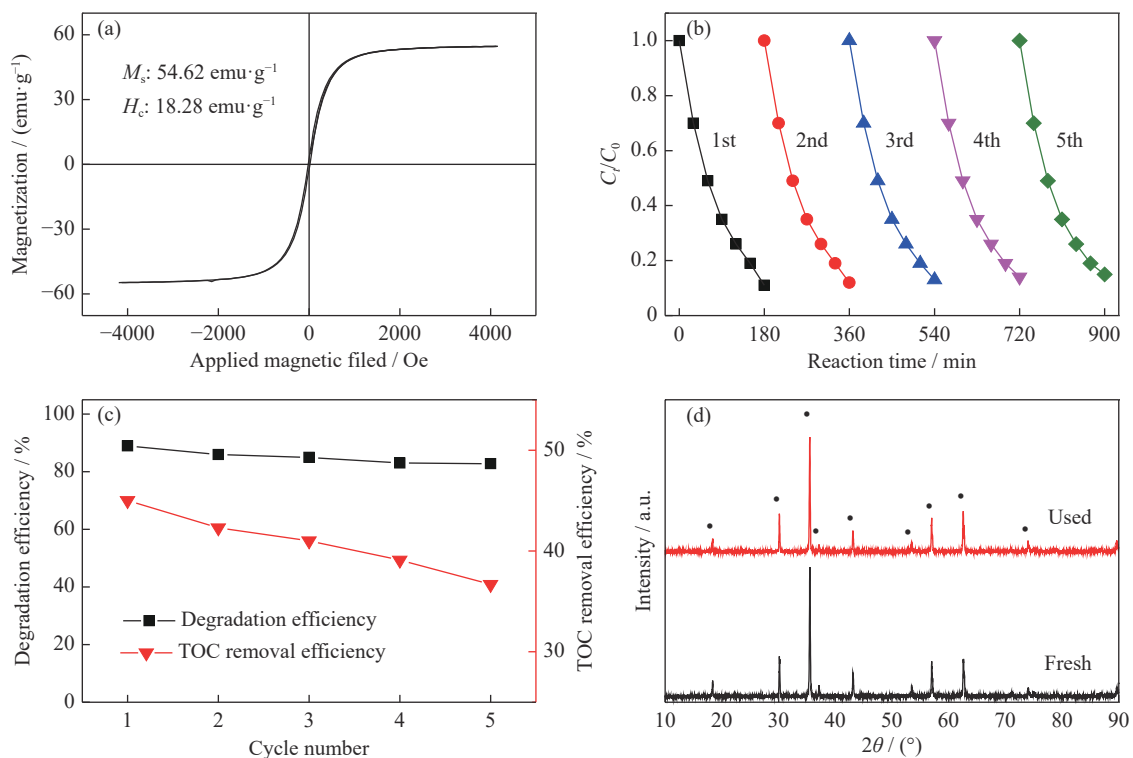 (a)
60
30
0
−30
−60
Magnetization / (emu·g⁻¹)
Mₛ: 54.62 emu·g⁻¹
H꜀: 18.28 emu·g⁻¹
−4000 −2000 0 2000 4000
Applied magnetic filed / Oe
(b)
1.0
0.8
0.6
0.4
0.2
0
Cₜ/C₀
1st 2nd 3rd 4th 5th
0 180 360 540 720 900
Reaction time / min
(c)
100
80
60
40
20
0
Degradation efficiency / %
50
40
30
TOC removal efficiency / %
Degradation efficiency
TOC removal efficiency
1 2 3 4 5
Cycle number
(d)
Intensity / a.u.
Used
Fresh
10 20 30 40 50 60 70 80 90
2θ / (°)